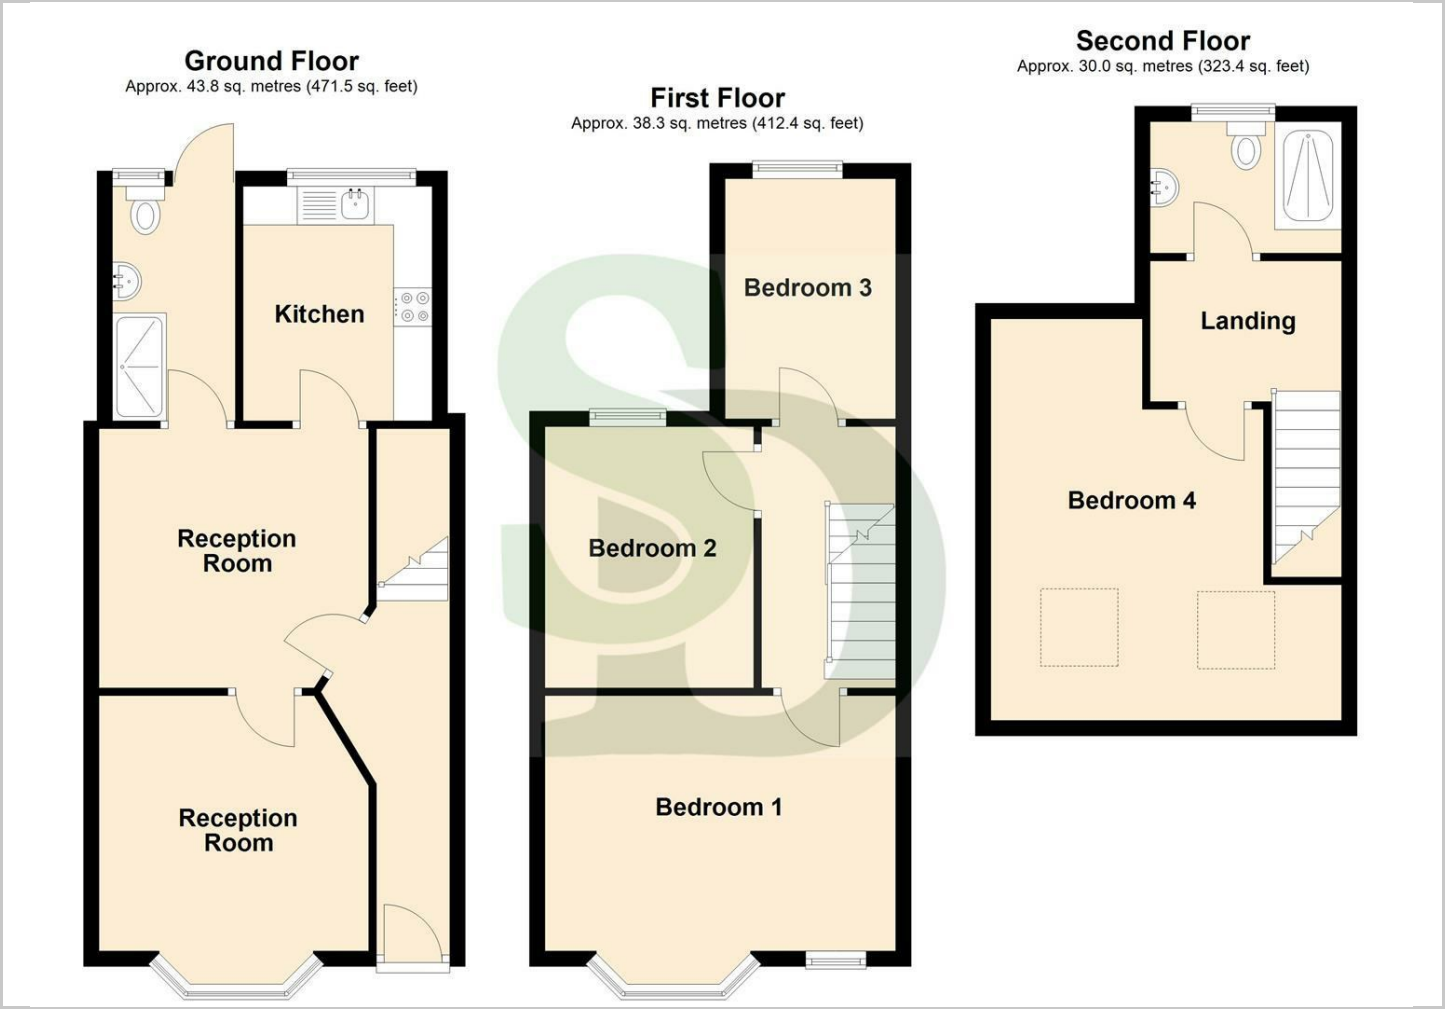 Ground Floor
Approx. 43.8 sq. metres (471.5 sq. feet)
Kitchen
Reception
Room
Reception
Room
First Floor
Approx. 38.3 sq. metres (412.4 sq. feet)
Bedroom 3
Bedroom 2
Bedroom 1
Second Floor
Approx. 30.0 sq. metres (323.4 sq. feet)
Landing
Bedroom 4
SD